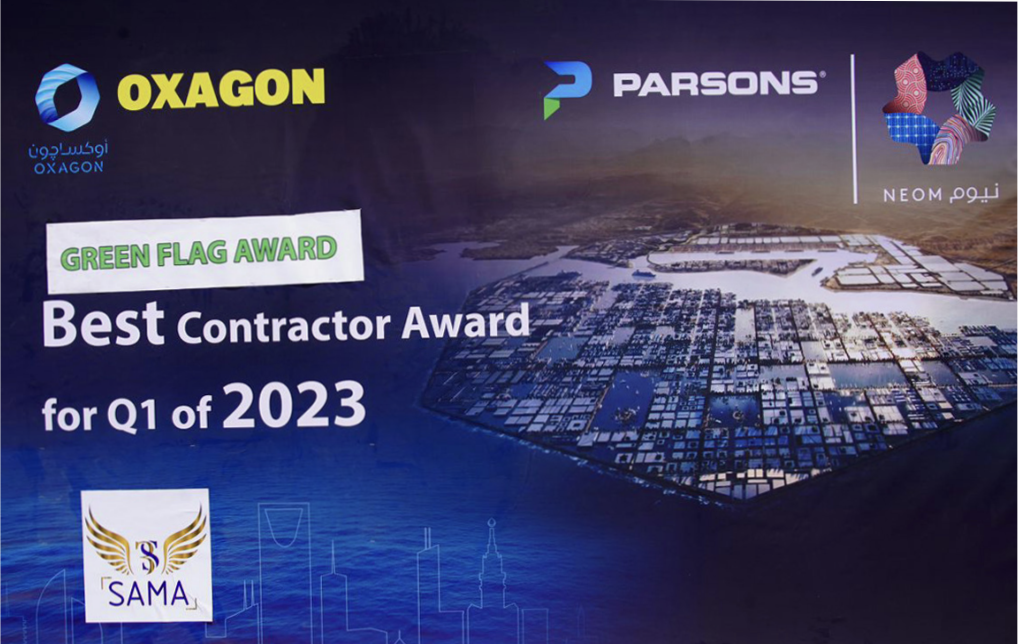 OXAGON
أوكساچون
OXAGON
PARSONS®
NEOM نيوم
GREEN FLAG AWARD
Best Contractor Award
for Q1 of 2023
SAMA